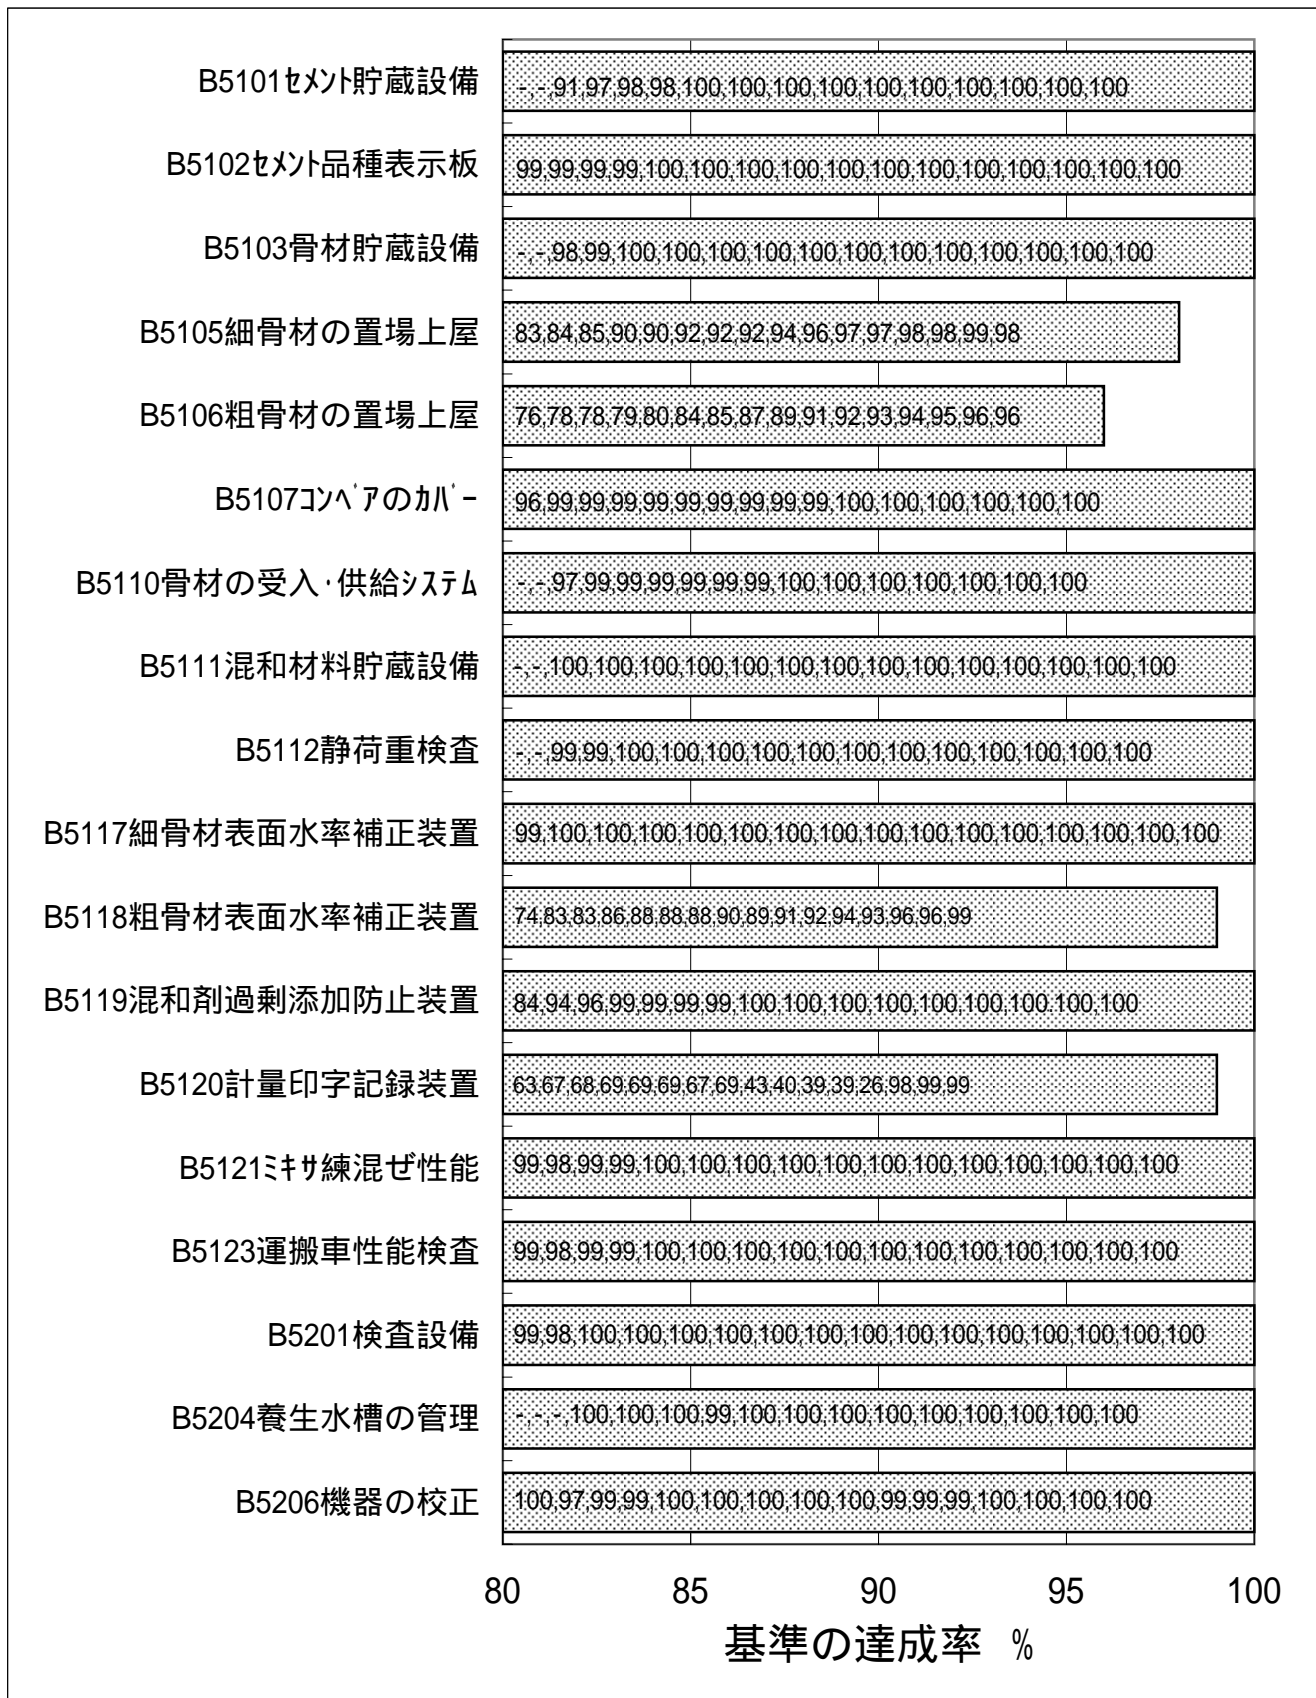 B5101ｾﾒﾝﾄ貯蔵設備 -,-,91,97,98,98,100,100,100,100,100,100,100,100,100,100
B5102ｾﾒﾝﾄ品種表示板 99,99,99,99,100,100,100,100,100,100,100,100,100,100,100,100
B5103骨材貯蔵設備 -,-,98,99,100,100,100,100,100,100,100,100,100,100,100,100
B5105細骨材の置場上屋 83,84,85,90,90,92,92,92,94,96,97,97,98,98,99,98
B5106粗骨材の置場上屋 76,78,78,79,80,84,85,87,89,91,92,93,94,95,96,96
B5107ｺﾝﾍﾞｱのｶﾊﾞｰ 96,99,99,99,99,99,99,99,99,99,100,100,100,100,100,100
B5110骨材の受入･供給ｼｽﾃﾑ -,-,97,99,99,99,99,99,99,100,100,100,100,100,100,100
B5111混和材料貯蔵設備 -,-,100,100,100,100,100,100,100,100,100,100,100,100,100,100
B5112静荷重検査 -,-,99,99,100,100,100,100,100,100,100,100,100,100,100,100
B5117細骨材表面水率補正装置 99,100,100,100,100,100,100,100,100,100,100,100,100,100,100,100
B5118粗骨材表面水率補正装置 74,83,83,86,88,88,88,90,89,91,92,94,93,96,96,99
B5119混和剤過剰添加防止装置 84,94,96,99,99,99,99,100,100,100,100,100,100,100.100,100
B5120計量印字記録装置 63,67,68,69,69,69,67,69,43,40,39,39,26,98,99,99
B5121ﾐｷｻ練混ぜ性能 99,98,99,99,100,100,100,100,100,100,100,100,100,100,100,100
B5123運搬車性能検査 99,98,99,99,100,100,100,100,100,100,100,100,100,100,100,100
B5201検査設備 99,98,100,100,100,100,100,100,100,100,100,100,100,100,100,100
B5204養生水槽の管理 -,-,-,100,100,100,99,100,100,100,100,100,100,100,100,100
B5206機器の校正 100,97,99,99,100,100,100,100,100,99,99,99,100,100,100,100
80 85 90 95 100
基準の達成率 %